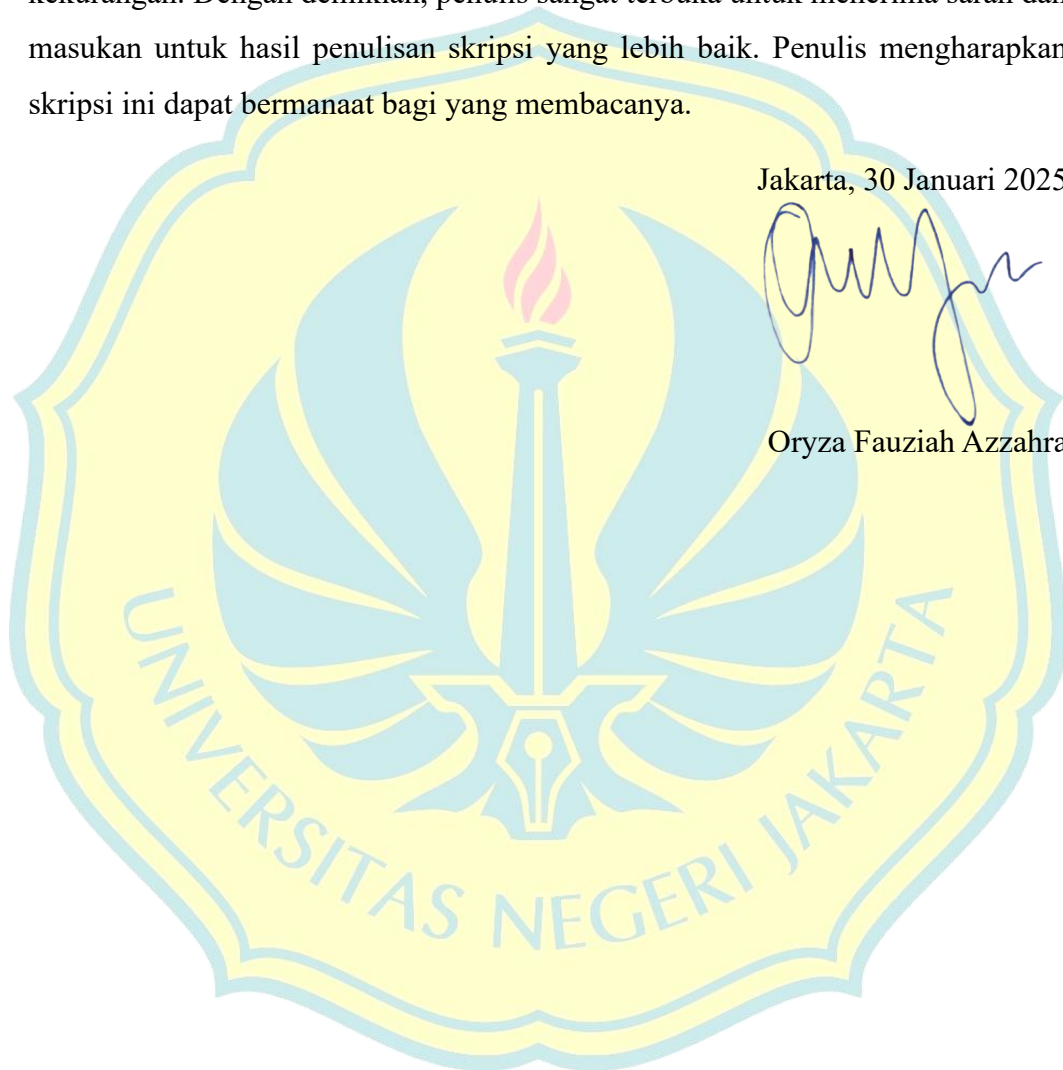 kekurangan. Dengan demikian, penulis sangat terbuka untuk menerima saran dan
masukan untuk hasil penulisan skripsi yang lebih baik. Penulis mengharapkan
skripsi ini dapat bermanaat bagi yang membacanya.
Jakarta, 30 Januari 2025
Oryza Fauziah Azzahra
UNIVERSITAS NEGERI JAKARTA